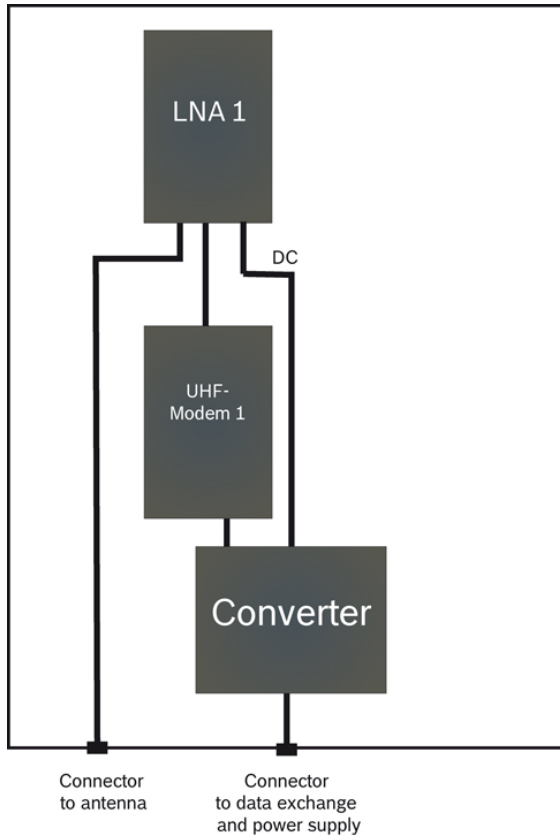 LNA 1
DC
UHF-
Modem 1
Converter
Connector
to antenna
Connector
to data exchange
and power supply